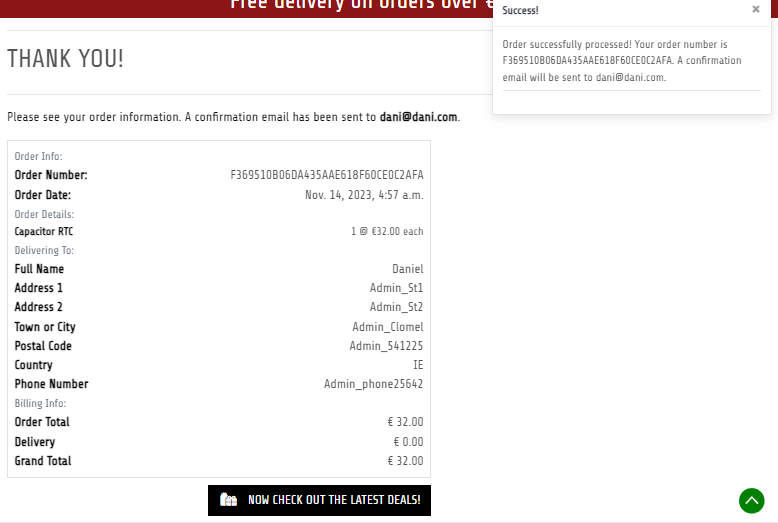 Free delivery on orders over €
Success!
×
Order successfully processed! Your order number is
F369510B06DA435AAE618F60CE0C2AFA. A confirmation
email will be sent to dani@dani.com.
THANK YOU!
Please see your order information. A confirmation email has been sent to dani@dani.com.
Order Info:
Order Number: F369510B06DA435AAE618F60CE0C2AFA
Order Date: Nov. 14, 2023, 4:57 a.m.
Order Details:
Capacitor RTC 1 @ €32.00 each
Delivering To:
Full Name Daniel
Address 1 Admin_St1
Address 2 Admin_St2
Town or City Admin_Clomel
Postal Code Admin_541225
Country IE
Phone Number Admin_phone25642
Billing Info:
Order Total € 32.00
Delivery € 0.00
Grand Total € 32.00
NOW CHECK OUT THE LATEST DEALS!